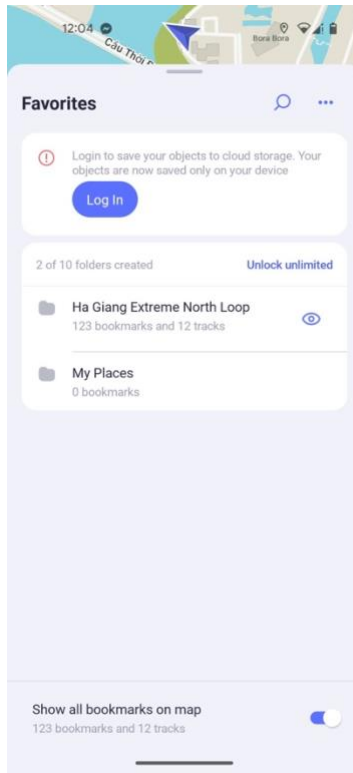 12:04
Cầu Thời
Bora Bora
Favorites
Login to save your objects to cloud storage. Your
objects are now saved only on your device
Log In
2 of 10 folders created Unlock unlimited
Ha Giang Extreme North Loop
123 bookmarks and 12 tracks
My Places
0 bookmarks
Show all bookmarks on map
123 bookmarks and 12 tracks